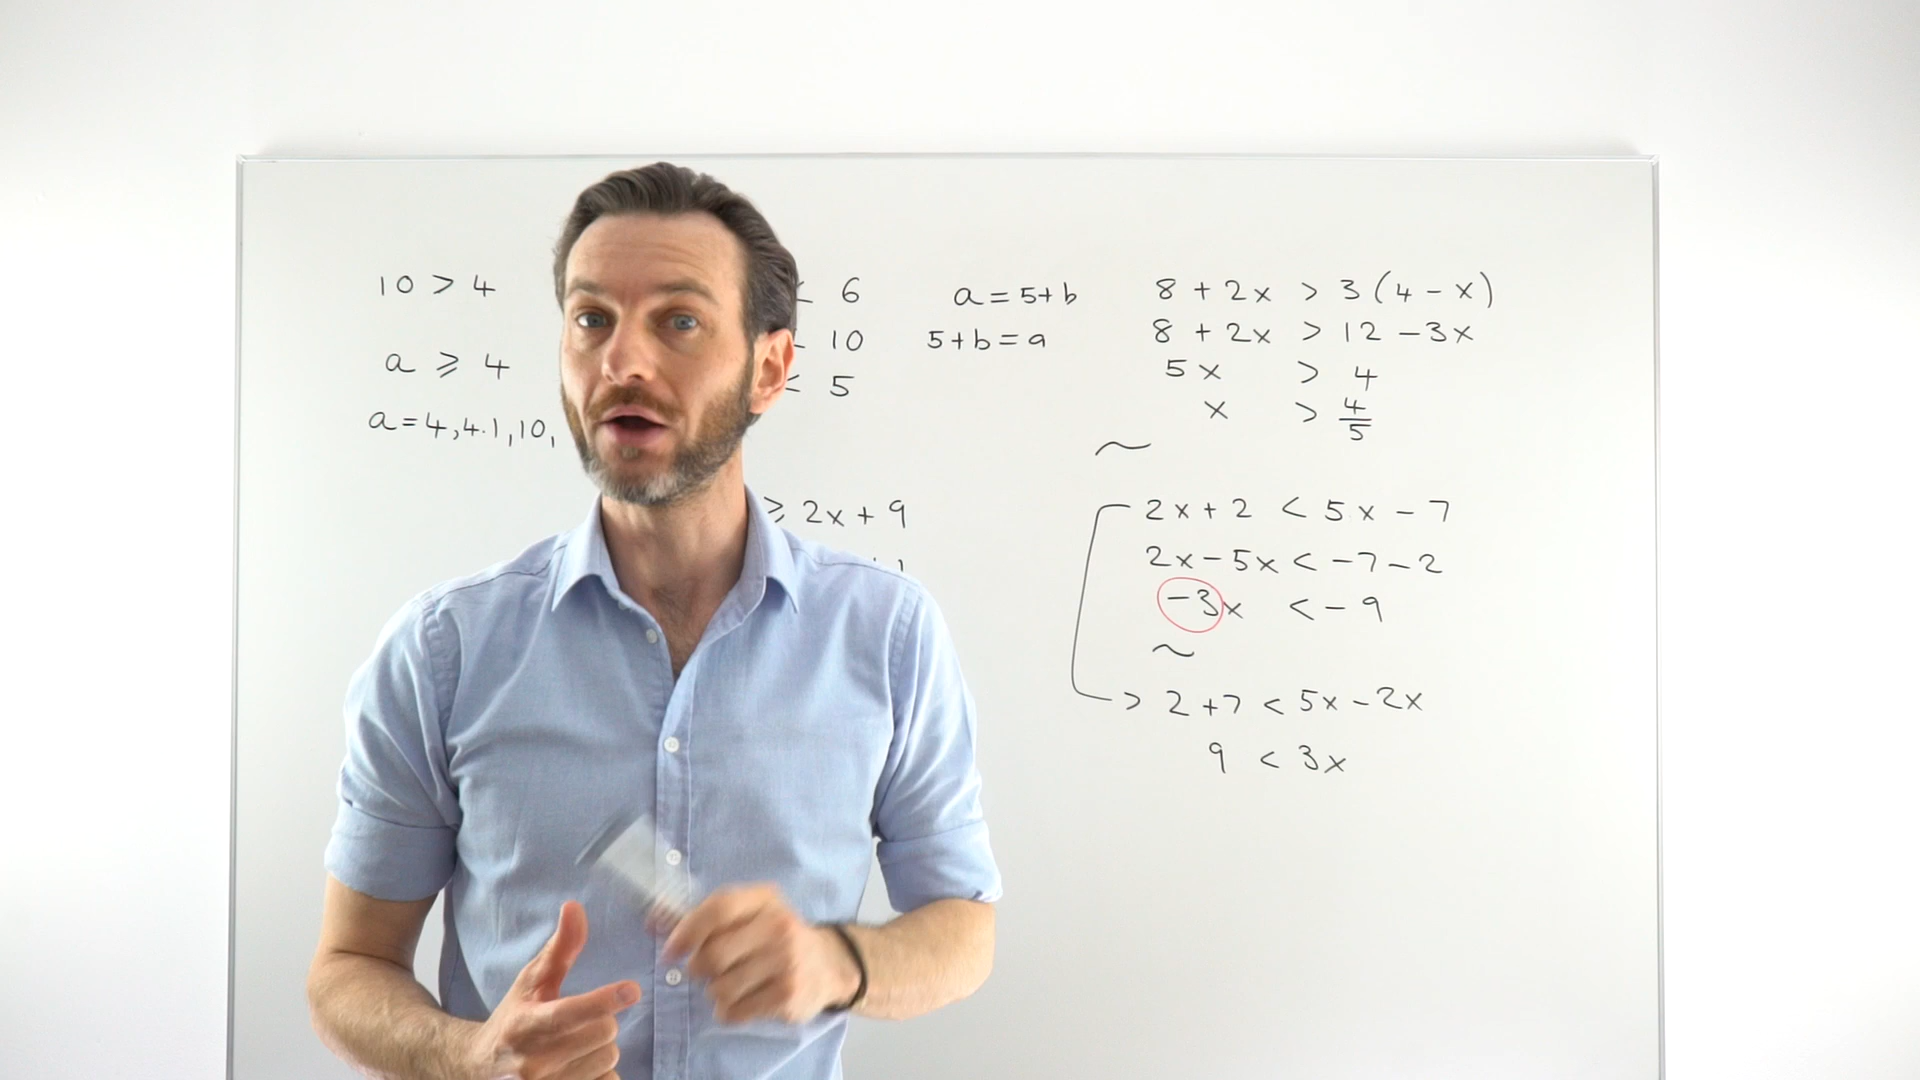 10 > 4
a ⩾ 4
a = 4, 4.1, 10,
< 6
10
< 5
⩾ 2x + 9
a = 5 + b
5 + b = a
8 + 2x > 3(4 - x)
8 + 2x > 12 - 3x
5x > 4
x > 4/5
2x + 2 < 5x - 7
2x - 5x < -7 - 2
-3x < -9
2 + 7 < 5x - 2x
9 < 3x